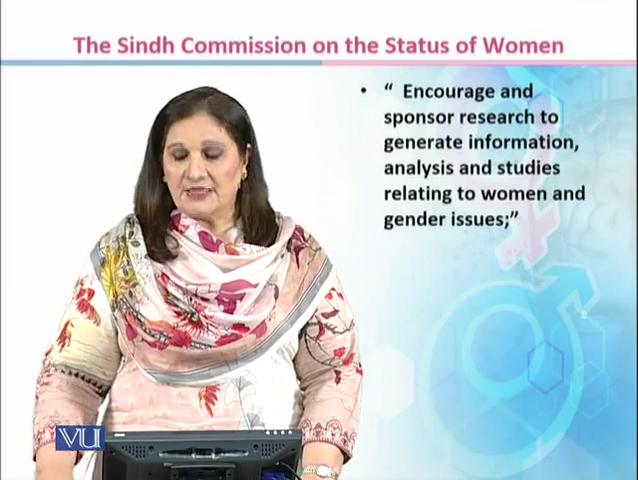 The Sindh Commission on the Status of Women
• “ Encourage and
sponsor research to
generate information,
analysis and studies
relating to women and
gender issues;”
VU